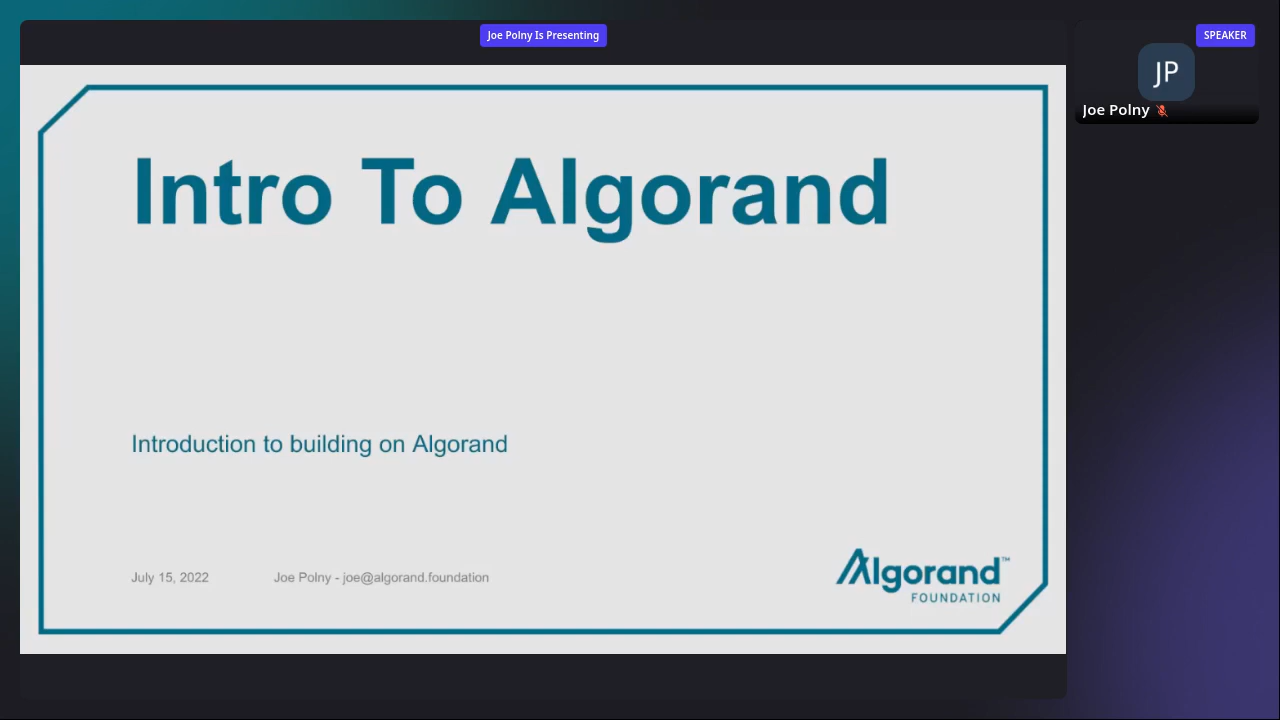 Joe Polny Is Presenting
SPEAKER
JP
Joe Polny
Intro To Algorand
Introduction to building on Algorand
July 15, 2022 Joe Polny - joe@algorand.foundation
Algorand™
FOUNDATION